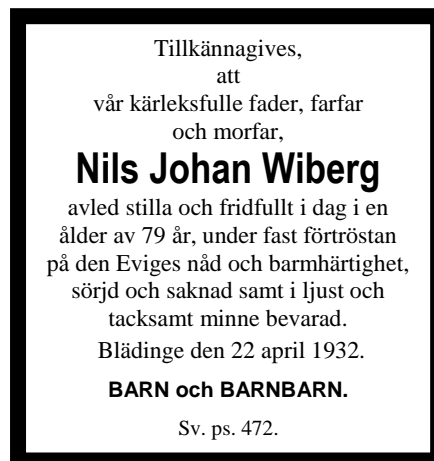 Tillkännagives,
att
vår kärleksfulle fader, farfar
och morfar,
Nils Johan Wiberg
avled stilla och fridfullt i dag i en
ålder av 79 år, under fast förtröstan
på den Eviges nåd och barmhärtighet,
sörjd och saknad samt i ljust och
tacksamt minne bevarad.
Blädinge den 22 april 1932.
BARN och BARNBARN.
Sv. ps. 472.